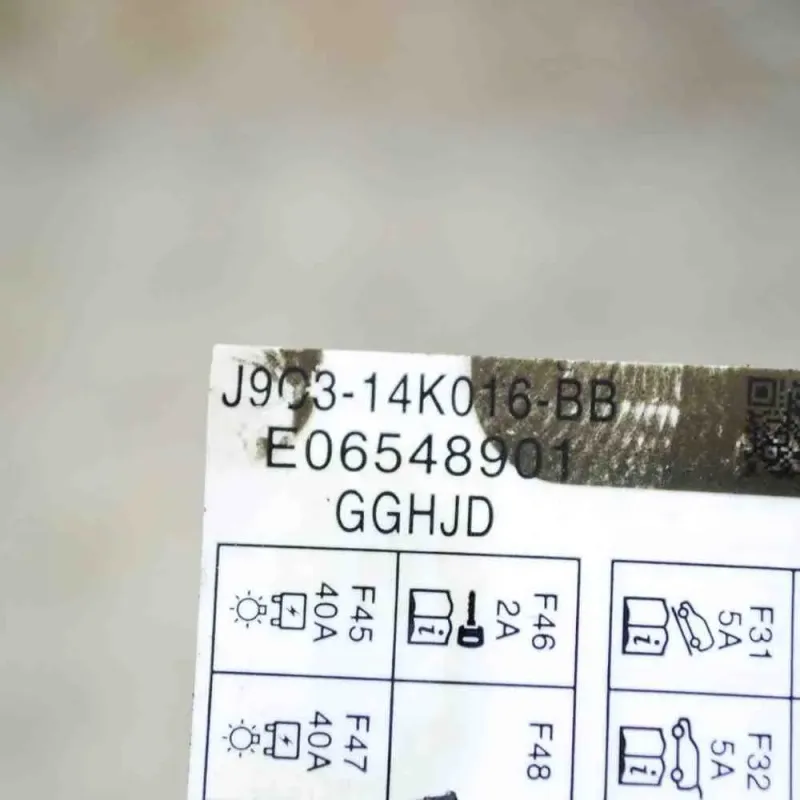 J9C3-14K016-BB
E06548901
GGHJD
F45
40A
F46
2A
F31
5A
F47
40A
F48
F32
5A